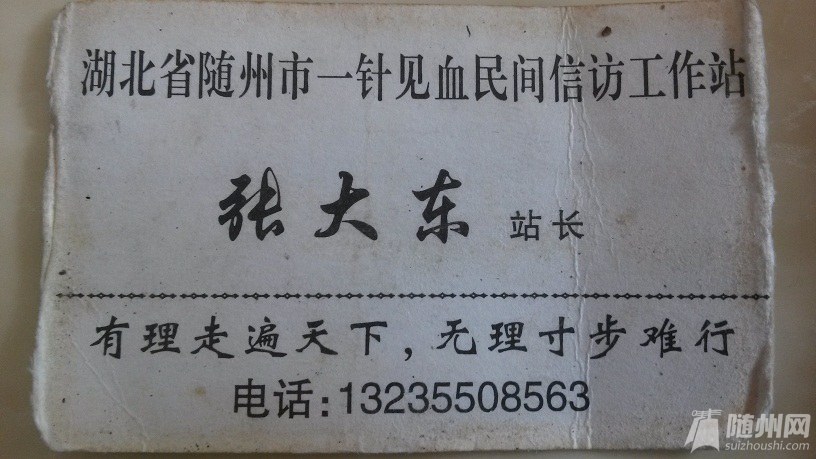 湖北省随州市一针见血民间信访工作站
张大东 站长
有理走遍天下，无理寸步难行
电话：13235508563
随州网
suizhoushi.com